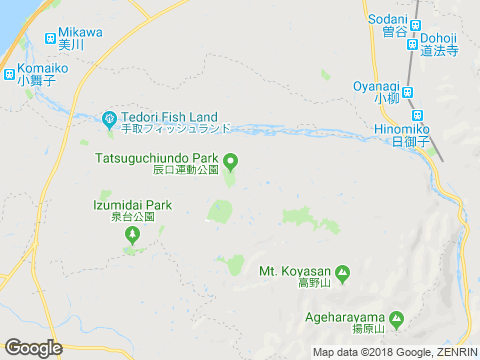 Sodani
曽谷
Mikawa
美川
Dohoji
道法寺
Komaiko
小舞子
Oyanagi
小柳
Tedori Fish Land
手取フィッシュランド
Hinomiko
日御子
Tatsuguchiundo Park
辰口運動公園
Izumidai Park
泉台公園
Mt. Koyasan
高野山
Ageharayama
揚原山
Google
Map data ©2018 Google, ZENRIN